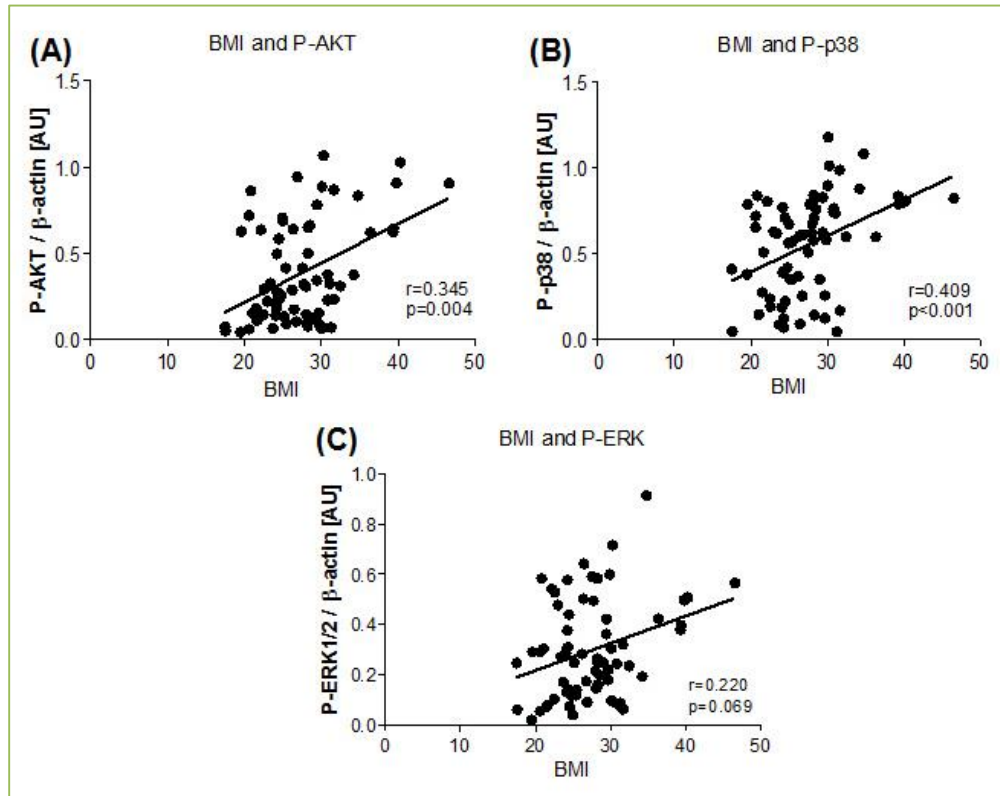 (A)
BMI and P-AKT
P-AKT / β-actin [AU]
1.5
1.0
0.5
0.0
0 10 20 30 40 50
BMI
r=0.345
p=0.004
(B)
BMI and P-p38
P-p38 / β-actin [AU]
1.5
1.0
0.5
0.0
0 10 20 30 40 50
BMI
r=0.409
p<0.001
(C)
BMI and P-ERK
P-ERK1/2 / β-actin [AU]
1.0
0.8
0.6
0.4
0.2
0.0
0 10 20 30 40 50
BMI
r=0.220
p=0.069